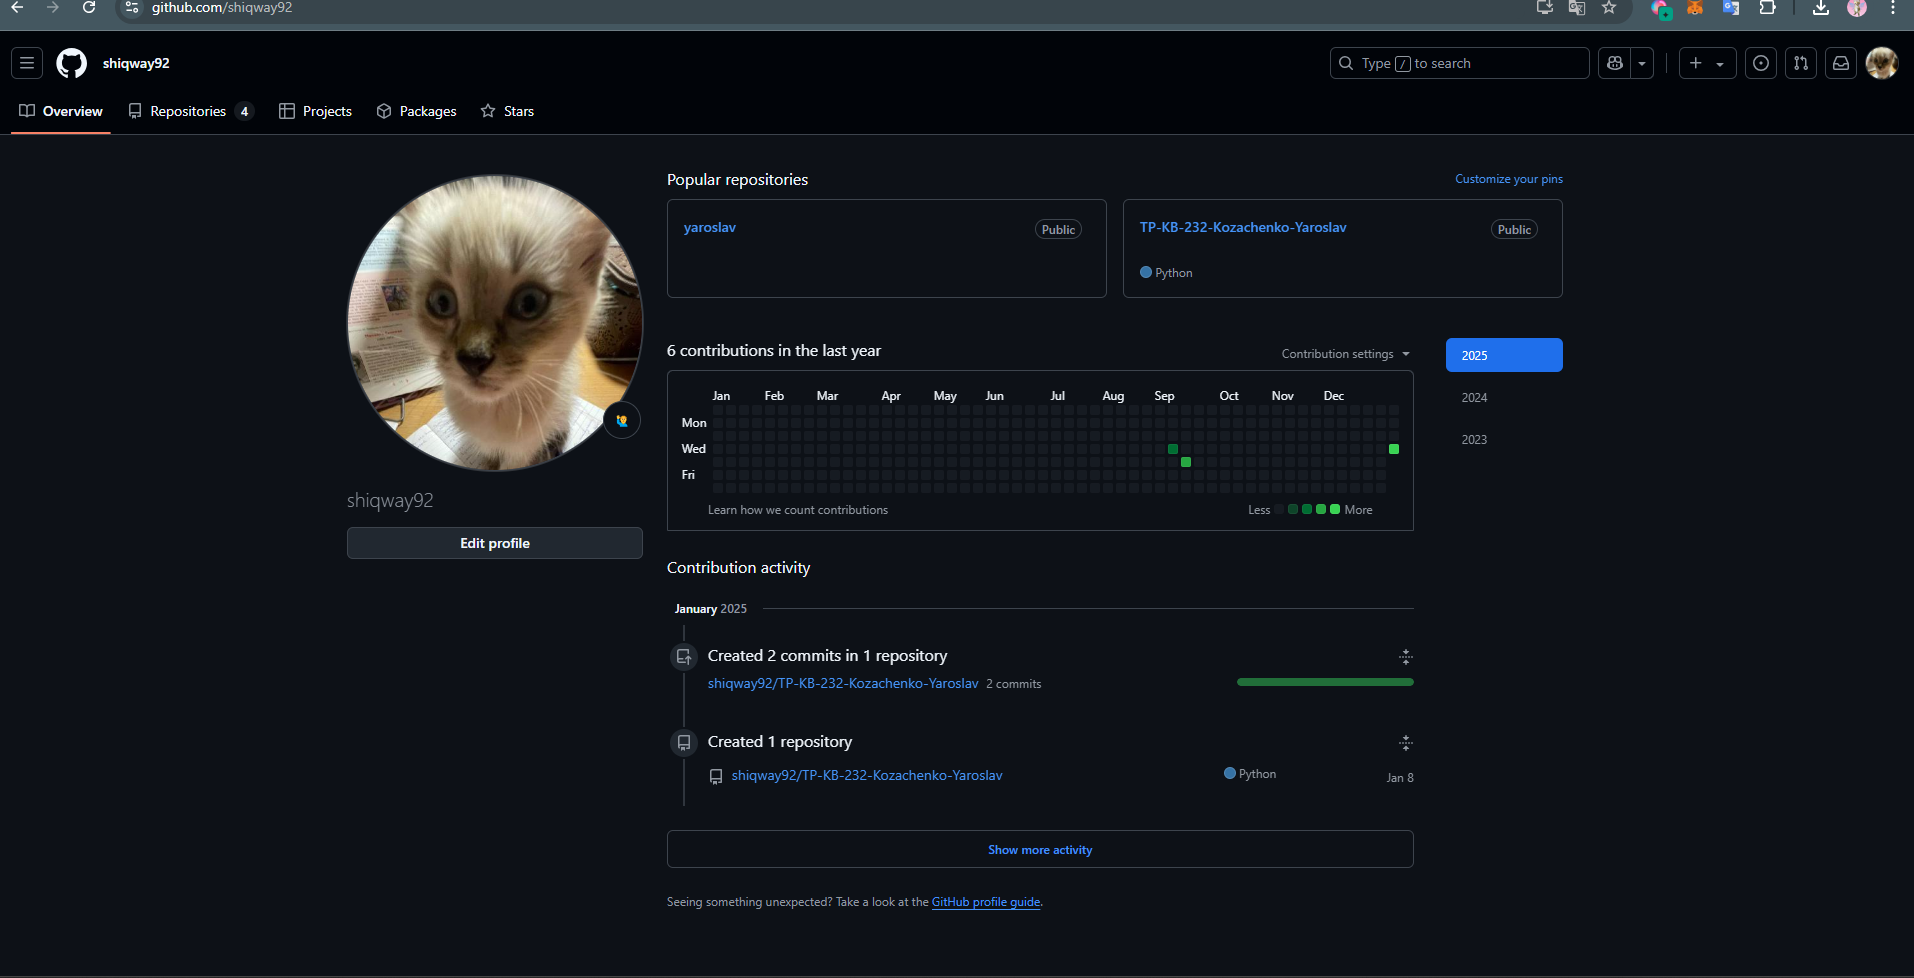 github.com/shiqway92
shiqway92
Type / to search
Overview
Repositories 4
Projects
Packages
Stars
Popular repositories
Customize your pins
yaroslav
Public
TP-KB-232-Kozachenko-Yaroslav
Public
Python
shiqway92
Edit profile
6 contributions in the last year
Contribution settings
2025
2024
2023
Jan Feb Mar Apr May Jun Jul Aug Sep Oct Nov Dec
Mon
Wed
Fri
Learn how we count contributions
Less
More
Contribution activity
January 2025
Created 2 commits in 1 repository
shiqway92/TP-KB-232-Kozachenko-Yaroslav 2 commits
Created 1 repository
shiqway92/TP-KB-232-Kozachenko-Yaroslav
Python
Jan 8
Show more activity
Seeing something unexpected? Take a look at the GitHub profile guide.